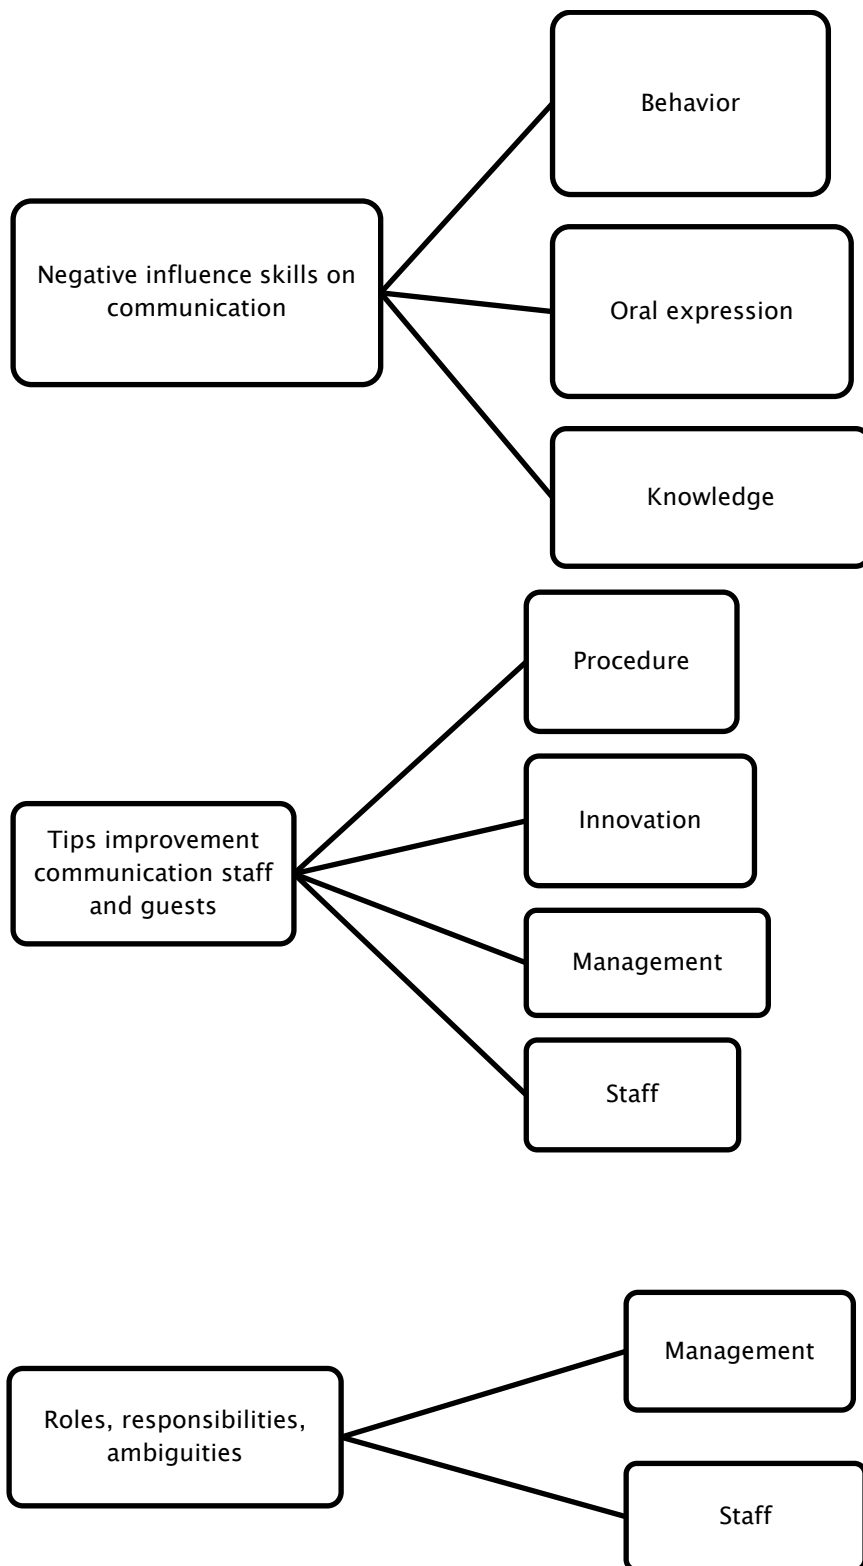 Behavior
Negative influence skills on
communication
Oral expression
Knowledge
Procedure
Innovation
Tips improvement
communication staff
and guests
Management
Staff
Management
Roles, responsibilities,
ambiguities
Staff